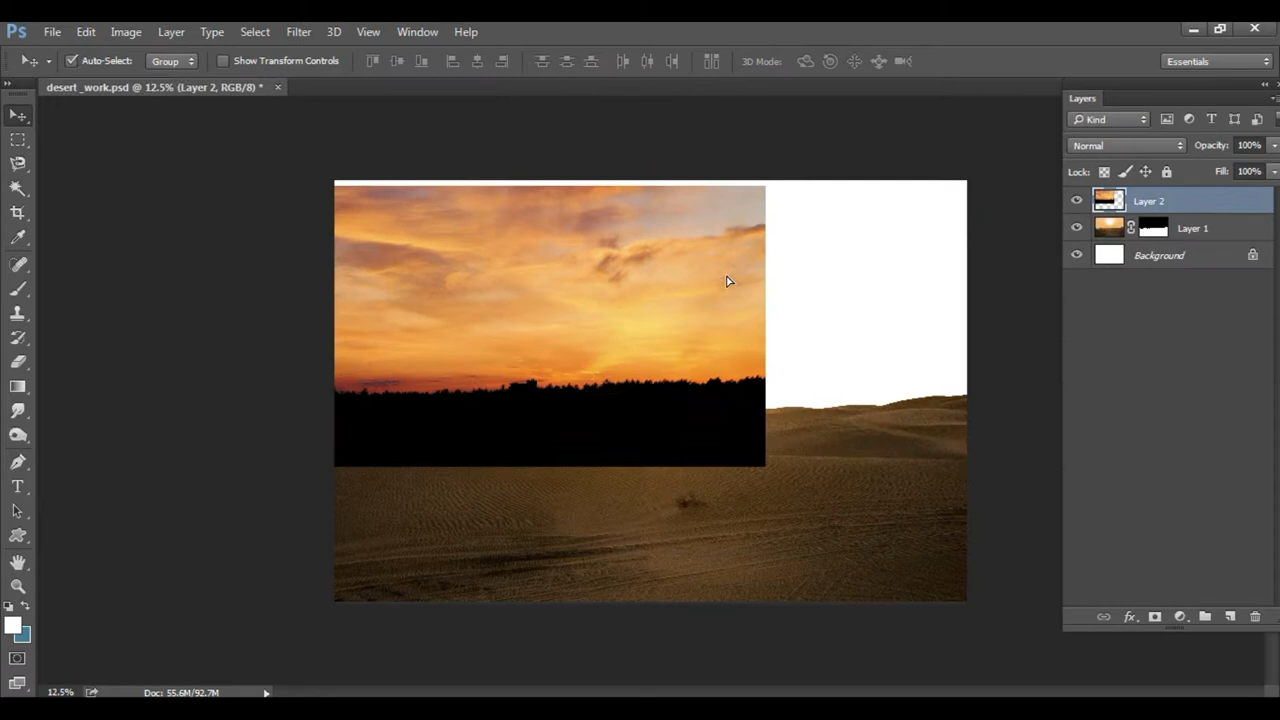 Ps File Edit Image Layer Type Select Filter 3D View Window Help
Auto-Select: Group Show Transform Controls 3D Mode: Essentials
desert _work.psd @ 12.5% (Layer 2, RGB/8) * ×
Layers
Kind
Normal Opacity: 100%
Lock: Fill: 100%
Layer 2
Layer 1
Background
12.5% Doc: 55.6M/92.7M